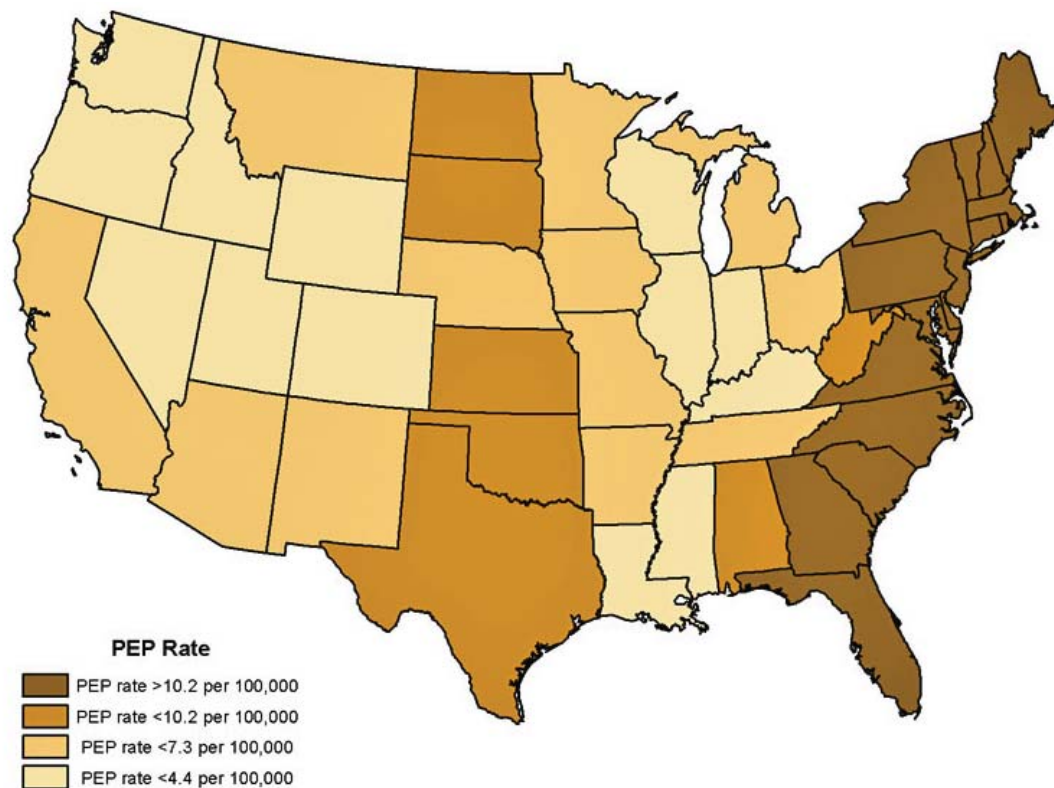 PEP Rate
PEP rate >10.2 per 100,000
PEP rate <10.2 per 100,000
PEP rate <7.3 per 100,000
PEP rate <4.4 per 100,000